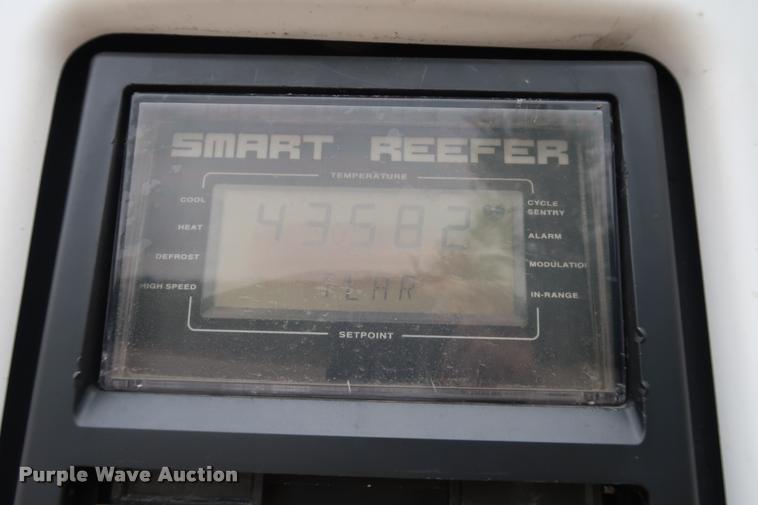 SMART REEFER
TEMPERATURE
COOL
CYCLE SENTRY
HEAT
ALARM
DEFROST
MODULATION
HIGH SPEED
IN-RANGE
43582
SETPOINT
Purple Wave Auction